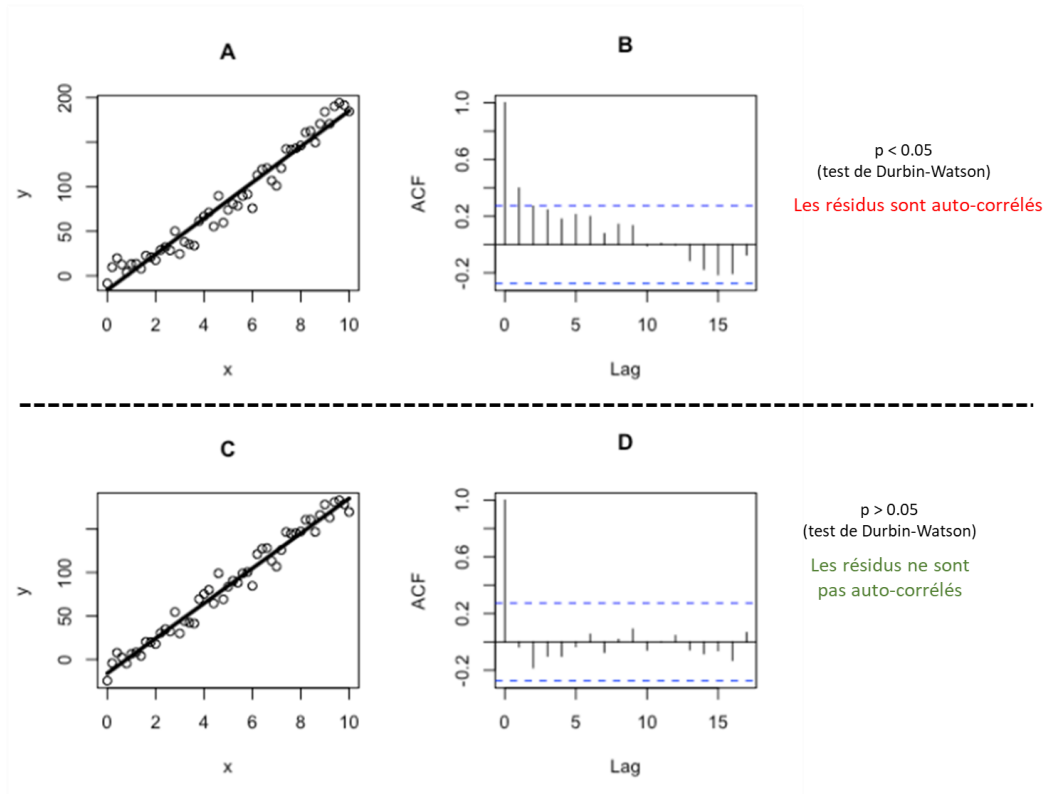 A
B
200
100
50
0
y
0 2 4 6 8 10
x
1.0
0.6
0.2
-0.2
ACF
0 5 10 15
Lag
p < 0.05
(test de Durbin-Watson)
Les résidus sont auto-corrélés
C
D
100
50
0
y
0 2 4 6 8 10
x
1.0
0.6
0.2
-0.2
ACF
0 5 10 15
Lag
p > 0.05
(test de Durbin-Watson)
Les résidus ne sont
pas auto-corrélés